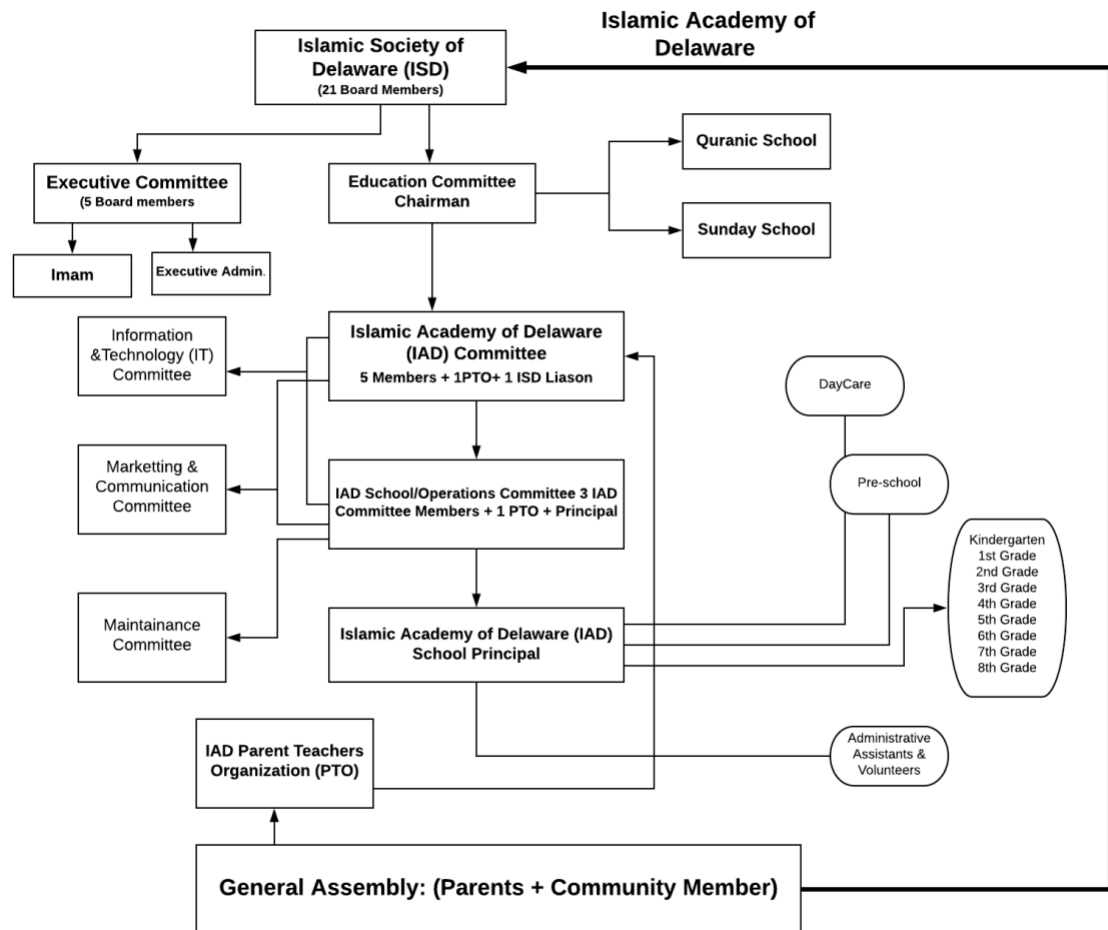 Islamic Academy of
Delaware
Islamic Society of
Delaware (ISD)
(21 Board Members)
Executive Committee
(5 Board members
Education Committee
Chairman
Quranic School
Sunday School
Imam
Executive Admin.
Information
&Technology (IT)
Committee
Islamic Academy of Delaware
(IAD) Committee
5 Members + 1PTO+ 1 ISD Liason
DayCare
Marketting &
Communication
Committee
IAD School/Operations Committee 3 IAD
Committee Members + 1 PTO + Principal
Pre-school
Kindergarten
1st Grade
2nd Grade
3rd Grade
4th Grade
5th Grade
6th Grade
7th Grade
8th Grade
Maintainance
Committee
Islamic Academy of Delaware (IAD)
School Principal
IAD Parent Teachers
Organization (PTO)
Administrative
Assistants &
Volunteers
General Assembly: (Parents + Community Member)